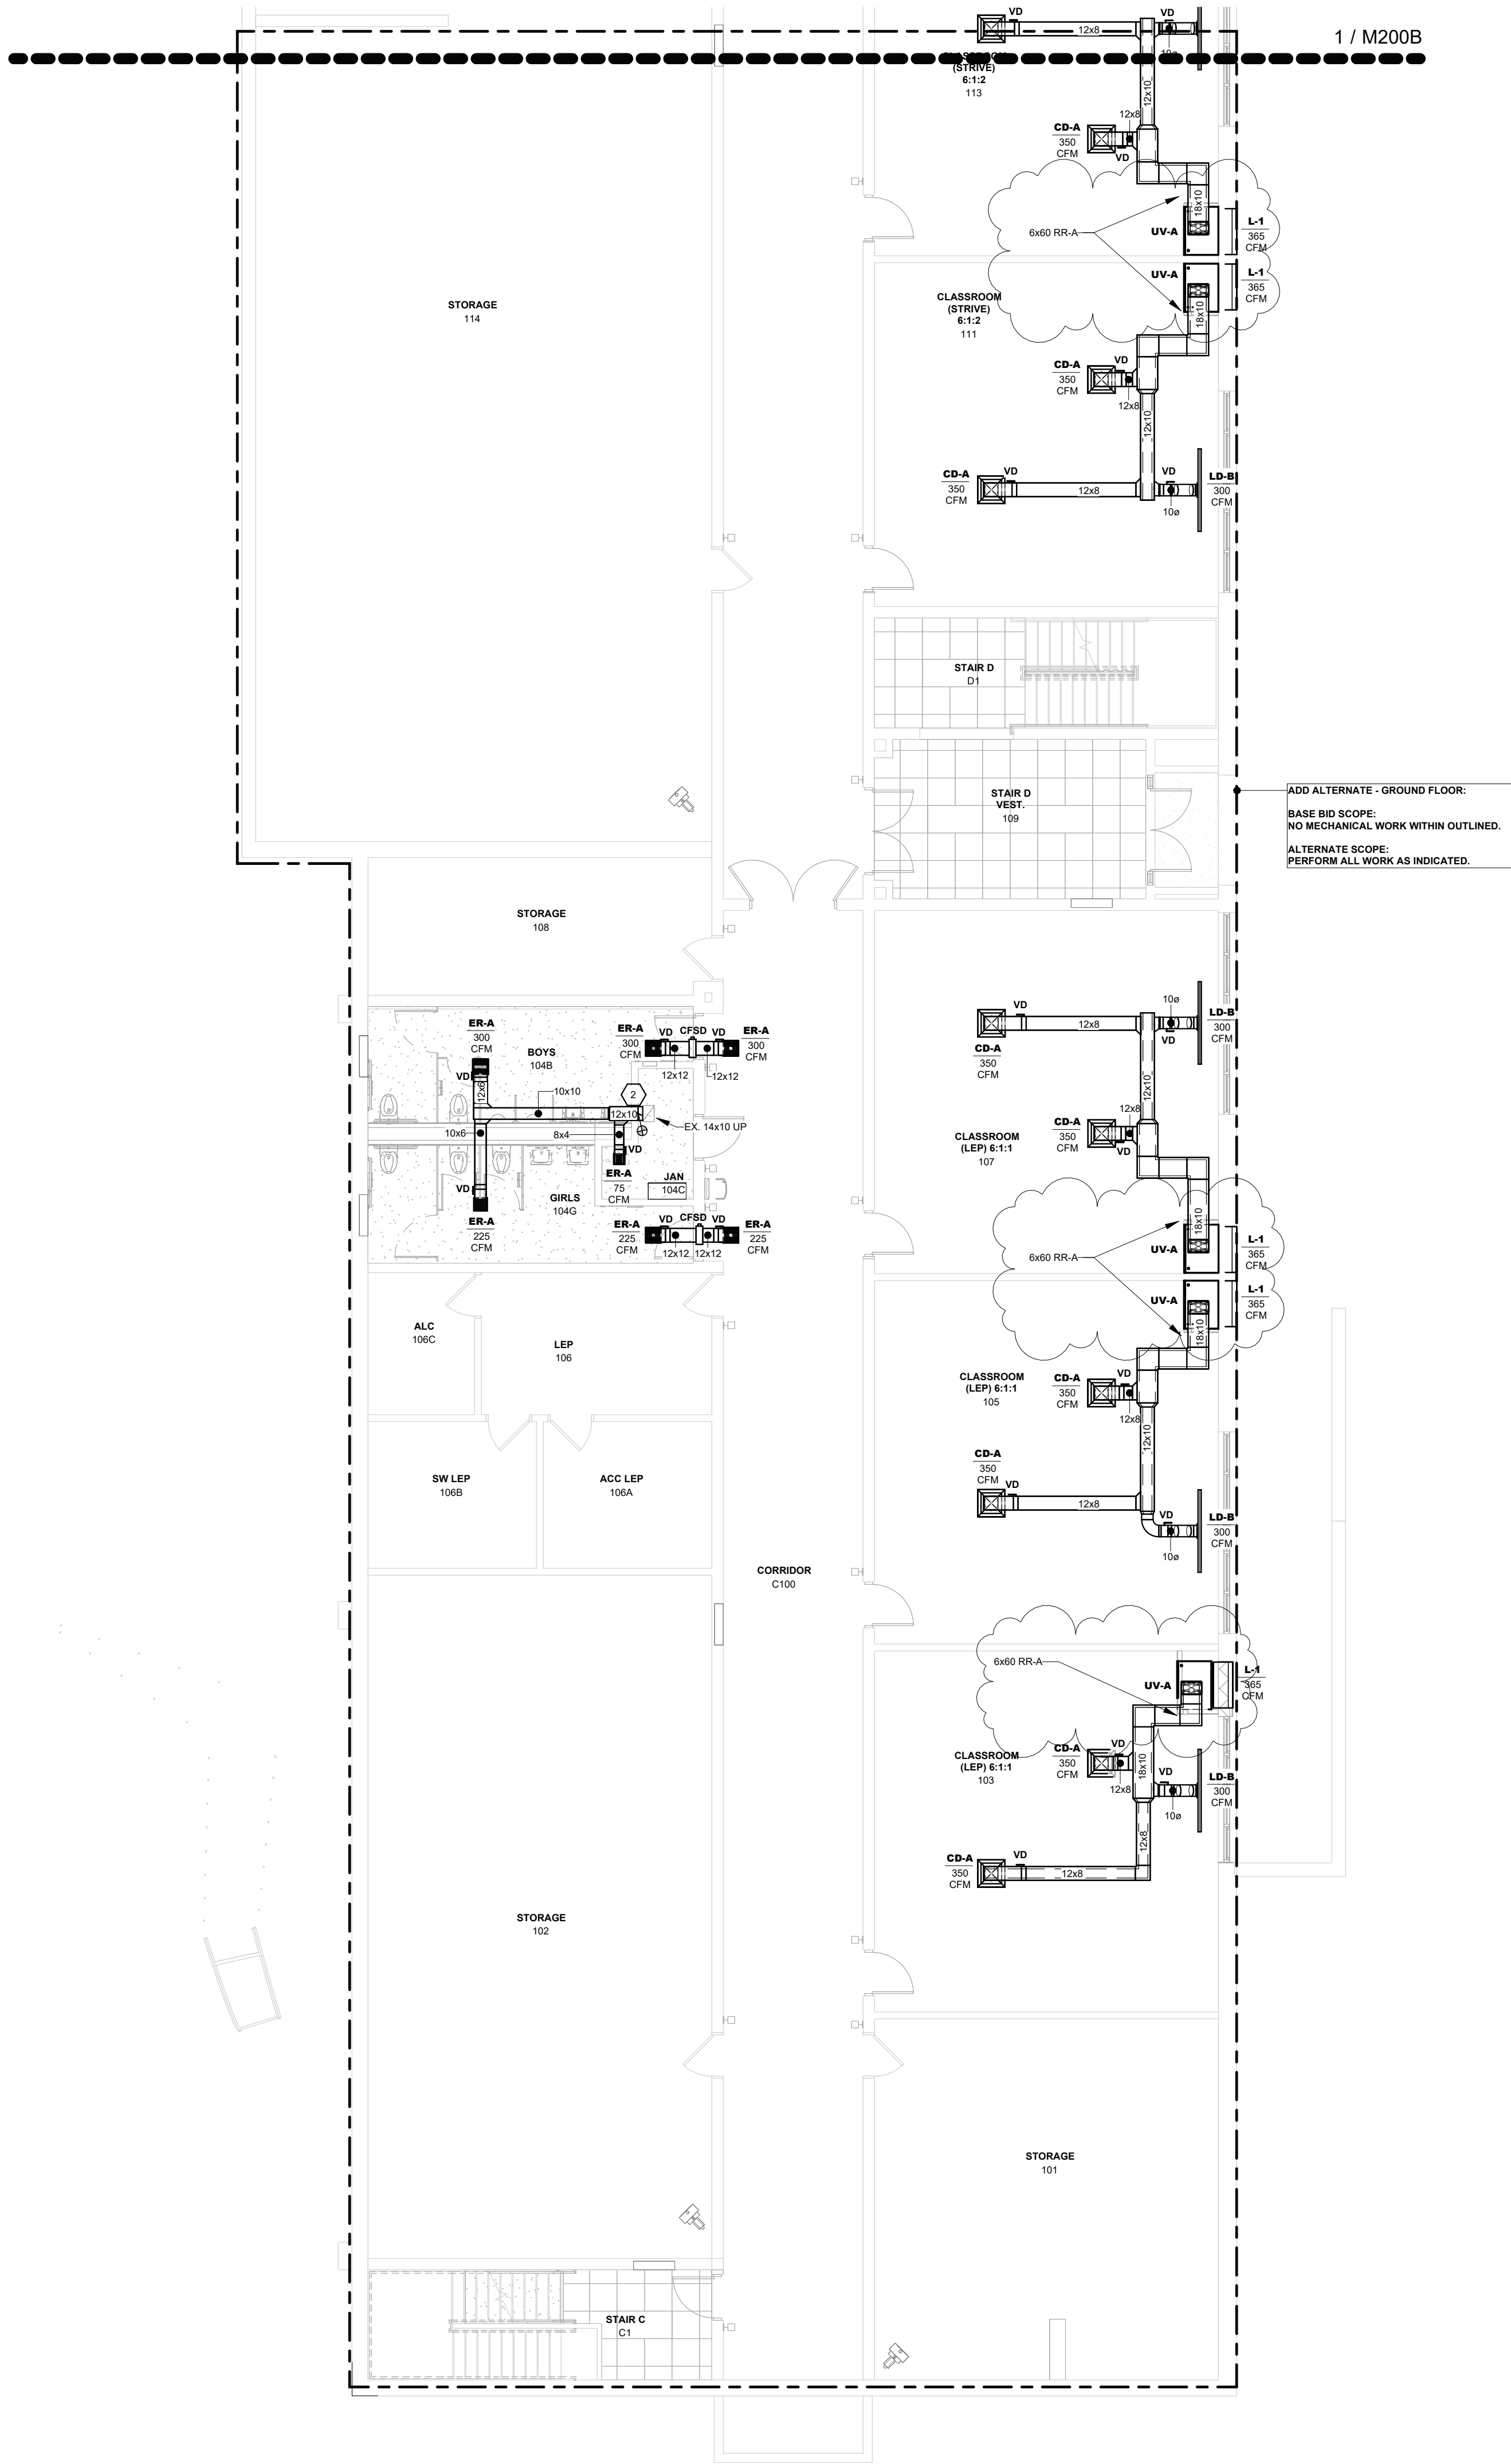 1 / M200B
VD
VD
12x8
10ø
(STRIVE)
6:1:2
113
12x10
12x8
CD-A
350
CFM
VD
18x10
6x60 RR-A
UV-A
L-1
365
CFM
UV-A
L-1
365
CFM
18x10
CLASSROOM
(STRIVE)
6:1:2
111
STORAGE
114
VD
CD-A
350
CFM
12x8
12x10
CD-A
350
CFM
VD
12x8
VD
10ø
LD-B
300
CFM
STAIR D
D1
STAIR D
VEST.
109
ADD ALTERNATE - GROUND FLOOR:
BASE BID SCOPE:
NO MECHANICAL WORK WITHIN OUTLINED.
ALTERNATE SCOPE:
PERFORM ALL WORK AS INDICATED.
STORAGE
108
ER-A
300
CFM
BOYS
104B
VD
12x6
10x10
ER-A
300
CFM
VD
CFSD
VD
ER-A
300
CFM
12x12
12x12
2
12x10
EX. 14x10 UP
10x6
8x4
VD
ER-A
75
CFM
JAN
104C
VD
GIRLS
104G
ER-A
225
CFM
ER-A
225
CFM
VD
CFSD
VD
ER-A
225
CFM
12x12
12x12
VD
12x8
CD-A
350
CFM
10ø
VD
LD-B
300
CFM
12x10
12x8
CD-A
350
CFM
VD
CLASSROOM
(LEP) 6:1:1
107
18x10
6x60 RR-A
UV-A
L-1
365
CFM
UV-A
L-1
365
CFM
18x10
ALC
106C
LEP
106
CLASSROOM
(LEP) 6:1:1
105
CD-A
350
CFM
VD
12x8
12x10
SW LEP
106B
ACC LEP
106A
CD-A
350
CFM
VD
12x8
VD
10ø
LD-B
300
CFM
CORRIDOR
C100
6x60 RR-A
UV-A
L-1
365
CFM
CLASSROOM
(LEP) 6:1:1
103
CD-A
350
CFM
VD
12x8
18x10
VD
10ø
LD-B
300
CFM
12x8
CD-A
350
CFM
VD
12x8
STORAGE
102
STORAGE
101
STAIR C
C1